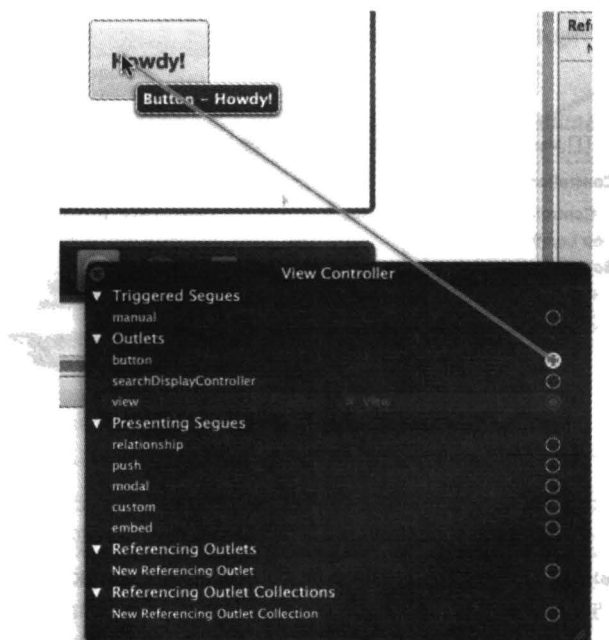 Howdy!
Button – Howdy!
View Controller
▼ Triggered Segues
manual
▼ Outlets
button
searchDisplayController
view View
▼ Presenting Segues
relationship
push
modal
custom
embed
▼ Referencing Outlets
New Referencing Outlet
▼ Referencing Outlet Collections
New Referencing Outlet Collection